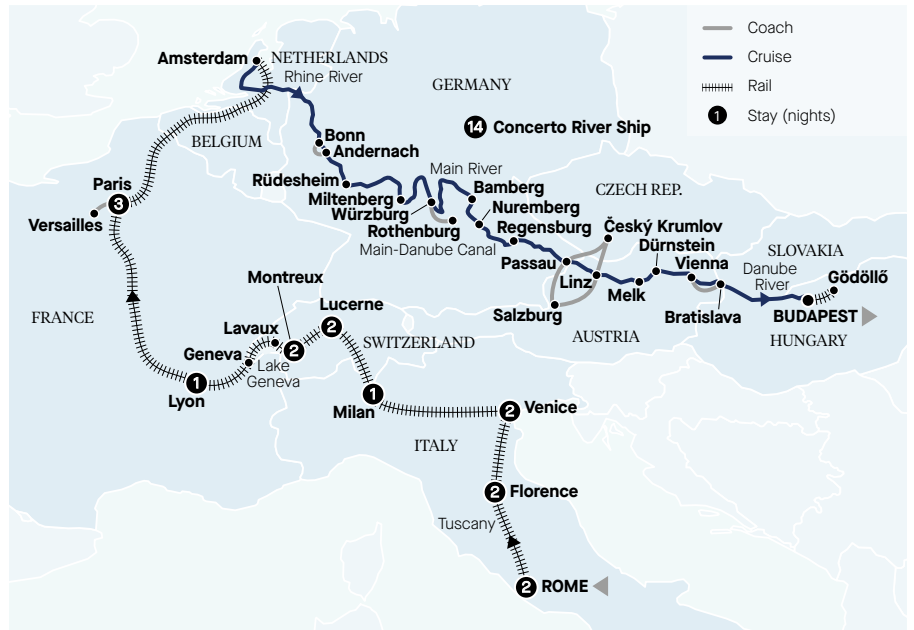 Coach
Cruise
Rail
1 Stay (nights)
Amsterdam
NETHERLANDS
Rhine River
GERMANY
14 Concerto River Ship
BELGIUM
Bonn
Andernach
Main River
Rüdesheim
Bamberg
CZECH REP.
Paris
3
Miltenberg
Nuremberg
Versailles
Würzburg
Rothenburg
Regensburg
Český Krumlov
Main-Danube Canal
Dürnstein
SLOVAKIA
Passau
Vienna
Danube
River
Gödöllő
Montreux
Linz
Melk
Lucerne
2
Salzburg
Bratislava
BUDAPEST
FRANCE
Lavaux
SWITZERLAND
AUSTRIA
HUNGARY
Geneva
2
Lake
Geneva
1
Lyon
1
Milan
2 Venice
ITALY
2 Florence
Tuscany
2 ROME